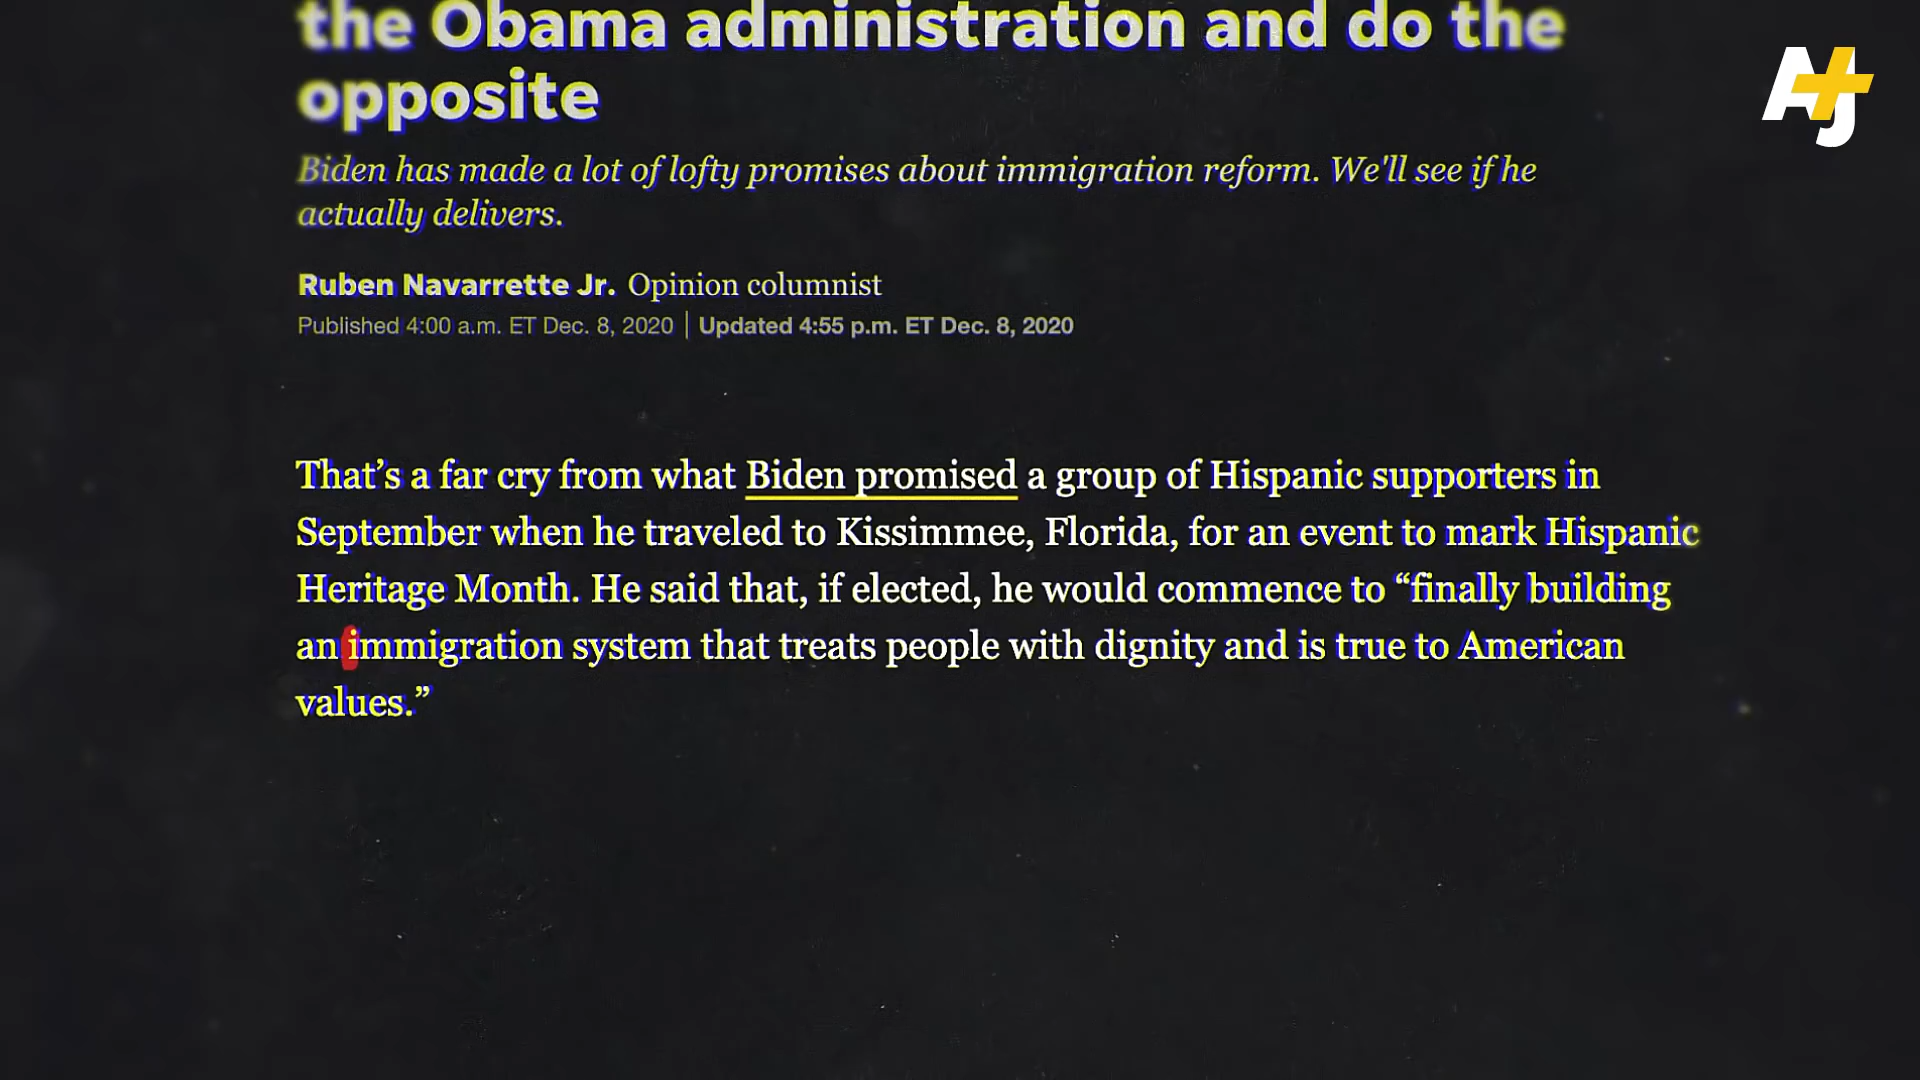 the Obama administration and do the
opposite
Biden has made a lot of lofty promises about immigration reform. We'll see if he
actually delivers.
Ruben Navarrette Jr. Opinion columnist
Published 4:00 a.m. ET Dec. 8, 2020 | Updated 4:55 p.m. ET Dec. 8, 2020
That’s a far cry from what Biden promised a group of Hispanic supporters in
September when he traveled to Kissimmee, Florida, for an event to mark Hispanic
Heritage Month. He said that, if elected, he would commence to “finally building
an immigration system that treats people with dignity and is true to American
values.”
AJ+